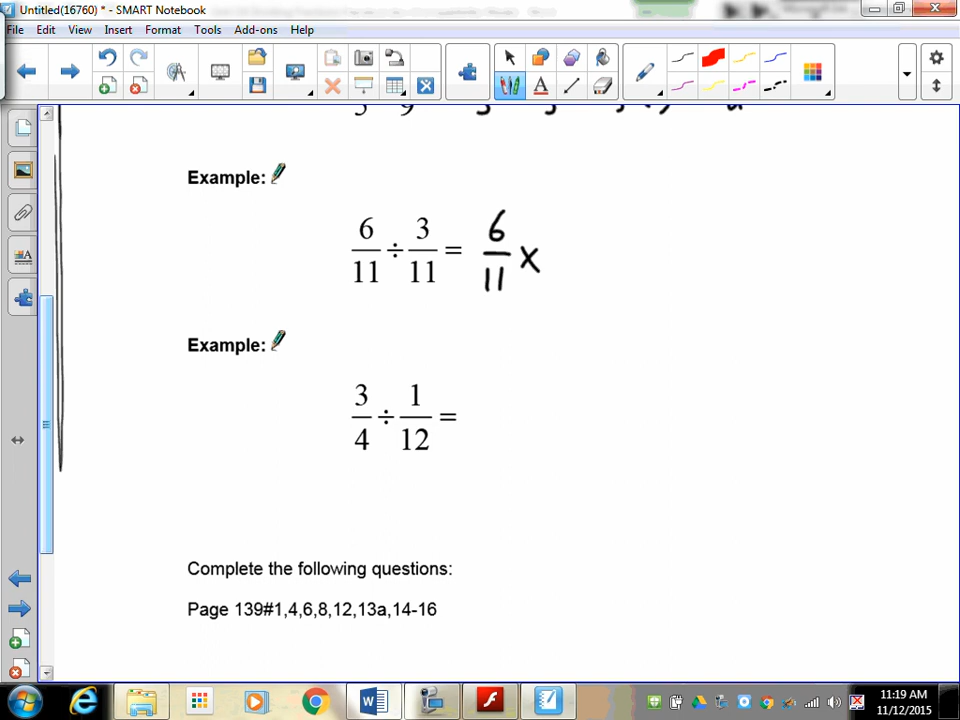 Untitled(16760) * - SMART Notebook
File Edit View Insert Format Tools Add-ons Help
Example:
6/11 ÷ 3/11 = 6/11 x
Example:
3/4 ÷ 1/12 =
Complete the following questions:
Page 139#1,4,6,8,12,13a,14-16
11:19 AM
11/12/2015